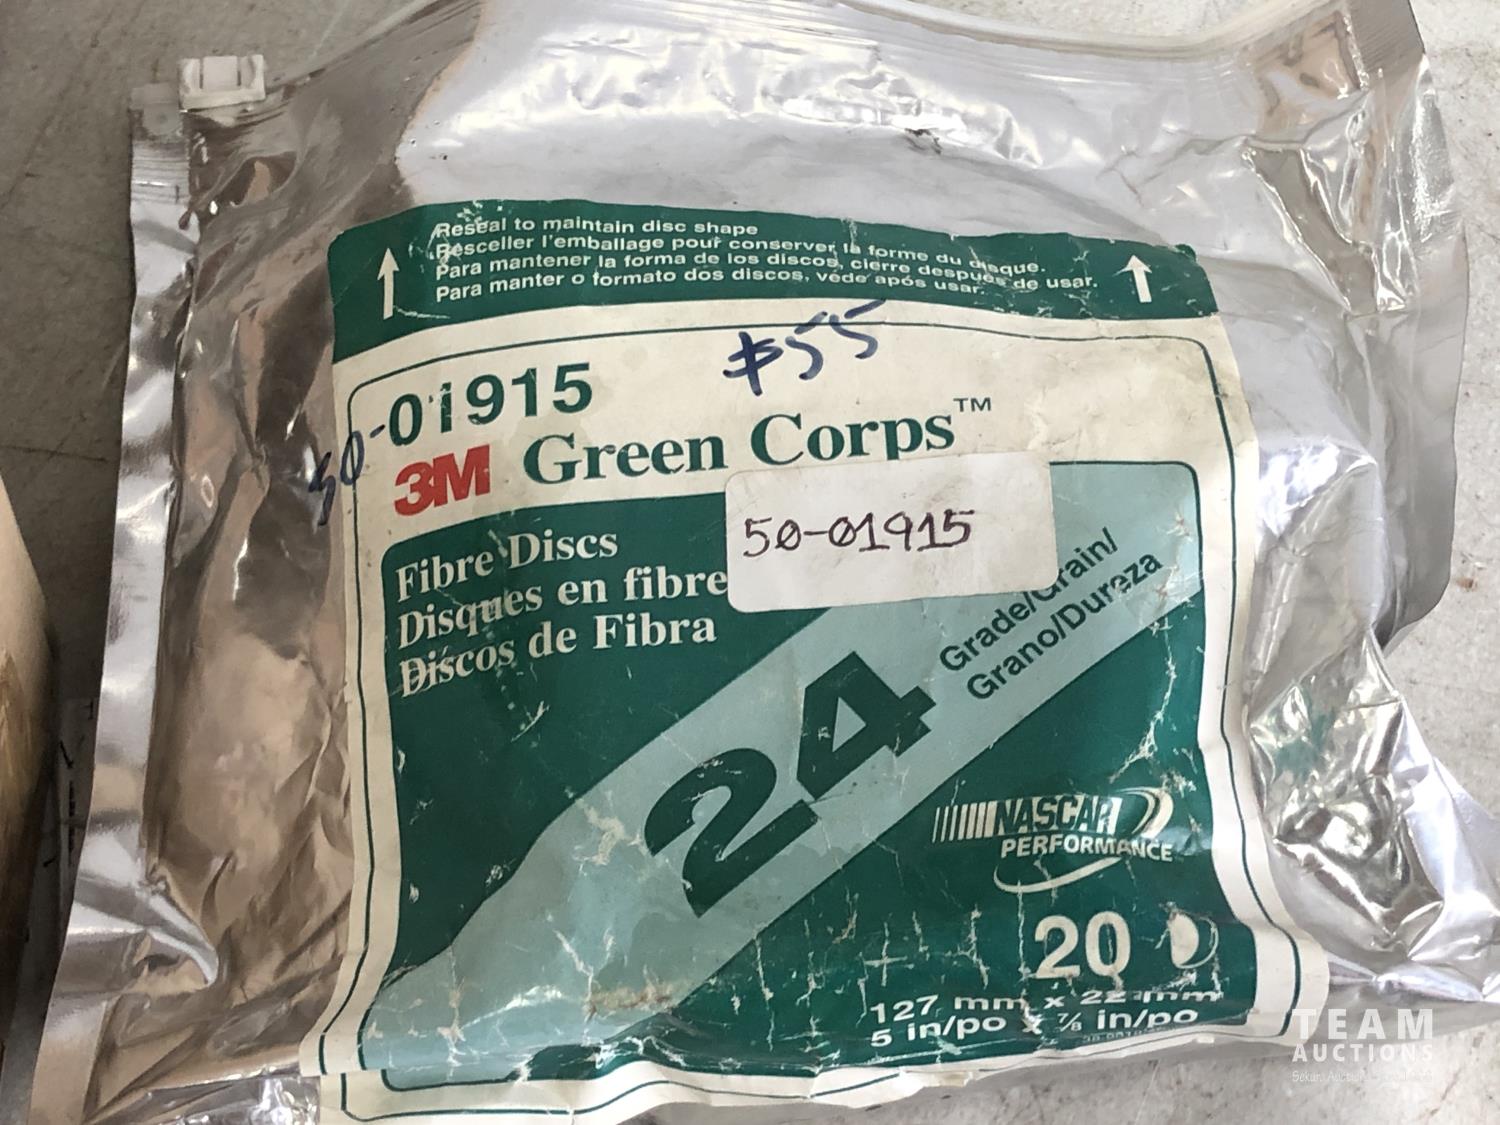 Reseal to maintain disc shape
Resceller l'emballage pour conserver la forme du disque.
Para mantener la forma de los discos, cierre después de usar.
Para manter o formato dos discos, vede após usar.
$55
50-01915
3M Green Corps™
50-01915
Fibre Discs
Disques en fibre
Discos de Fibra
Grade/Grain/
Grano/Dureza
24
NASCAR
PERFORMANCE
20
127 mm x 22 mm
5 in/po x 7/8 in/po
TEAM
AUCTIONS